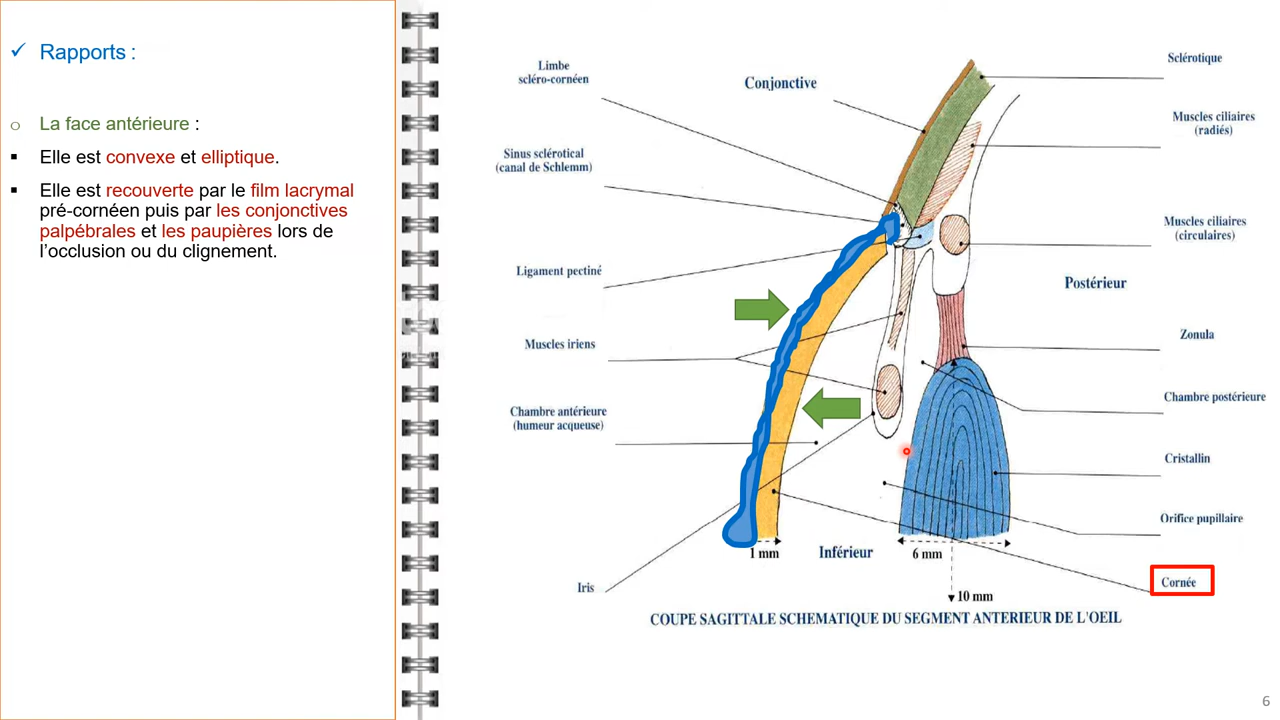 ✓ Rapports :
○ La face antérieure :
▪ Elle est convexe et elliptique.
▪ Elle est recouverte par le film lacrymal
pré-cornéen puis par les conjonctives
palpébrales et les paupières lors de
l’occlusion ou du clignement.
Limbe
scléro-cornéen
Conjonctive
Sclérotique
Muscles ciliaires
(radiés)
Sinus sclérotical
(canal de Schlemm)
Muscles ciliaires
(circulaires)
Ligament pectiné
Postérieur
Muscles iriens
Zonula
Chambre postérieure
Chambre antérieure
(humeur acqueuse)
Cristallin
Orifice pupillaire
1 mm
Inférieur
6 mm
Iris
Cornée
10 mm
COUPE SAGITTALE SCHEMATIQUE DU SEGMENT ANTERIEUR DE L'OEIL
6